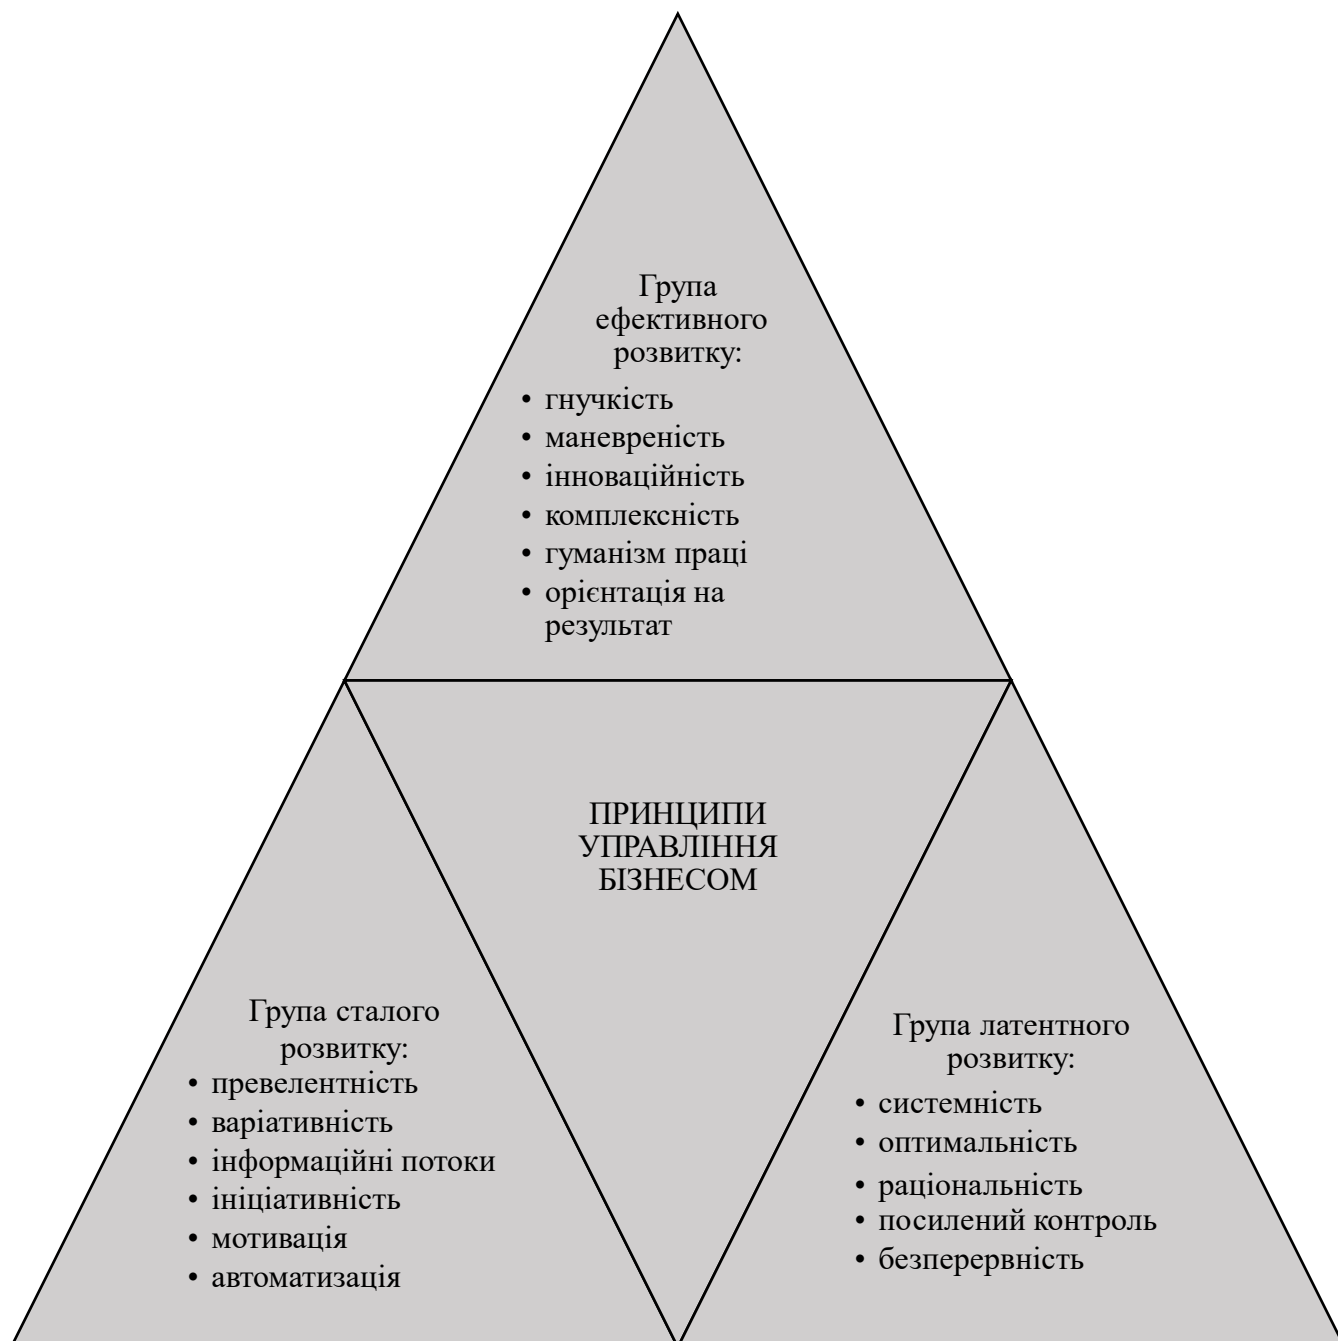 Група
ефективного
розвитку:
• гнучкість
• маневреність
• інноваційність
• комплексність
• гуманізм праці
• орієнтація на
результат
ПРИНЦИПИ
УПРАВЛІННЯ
БІЗНЕСОМ
Група сталого
розвитку:
• превелентність
• варіативність
• інформаційні потоки
• ініціативність
• мотивація
• автоматизація
Група латентного
розвитку:
• системність
• оптимальність
• раціональність
• посилений контроль
• безперервність